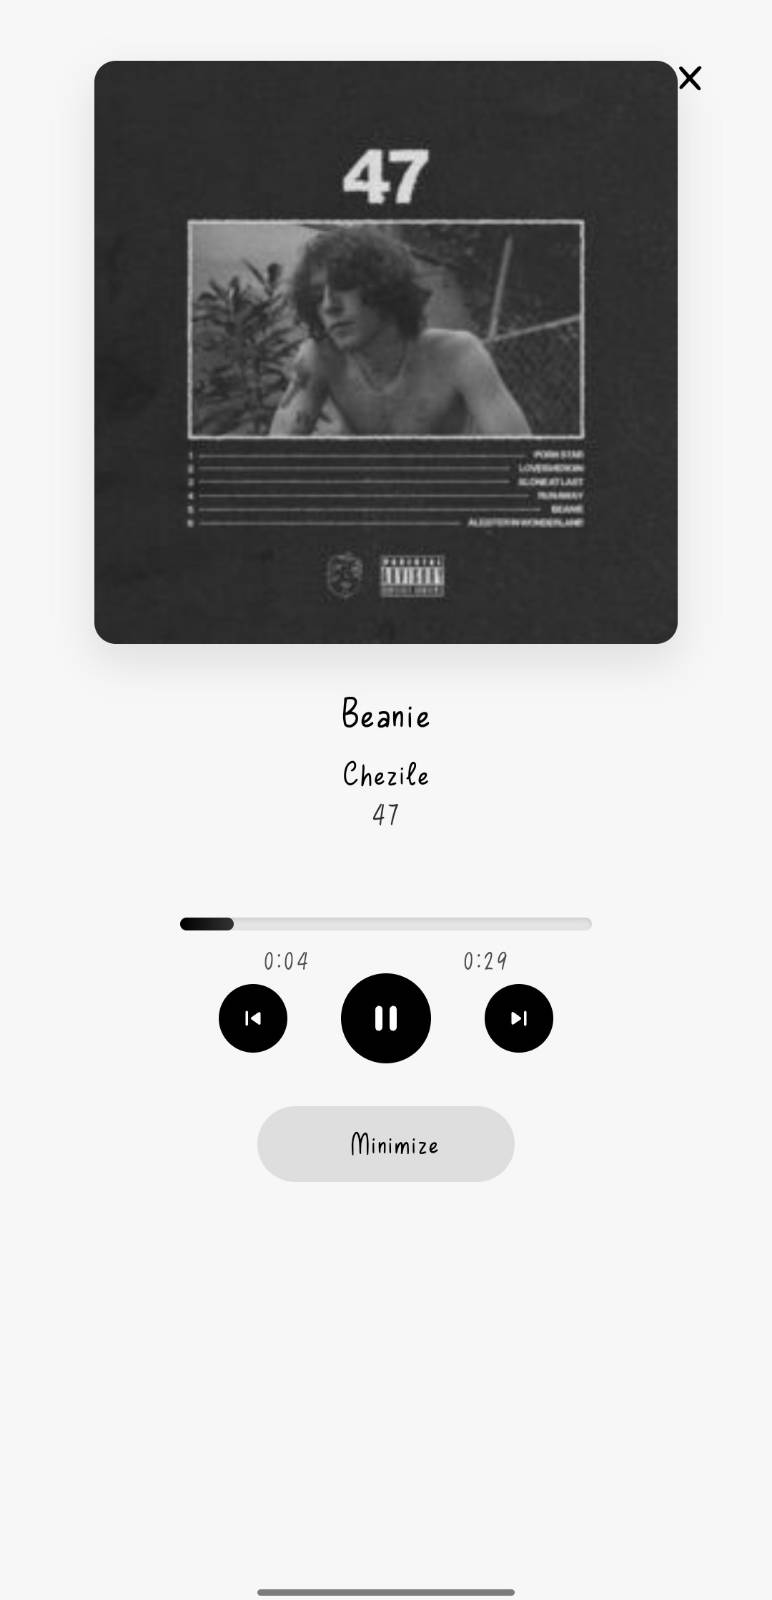 47
1 PORN STAR
2 LOVESHERKIN
3 ALONE AT LAST
4 RUNAWAY
5 BEANIE
6 ALEISTER IN WONDERLAND
PARENTAL
ADVISORY
EXPLICIT CONTENT
Beanie
Chezile
47
0:04 0:29
Minimize